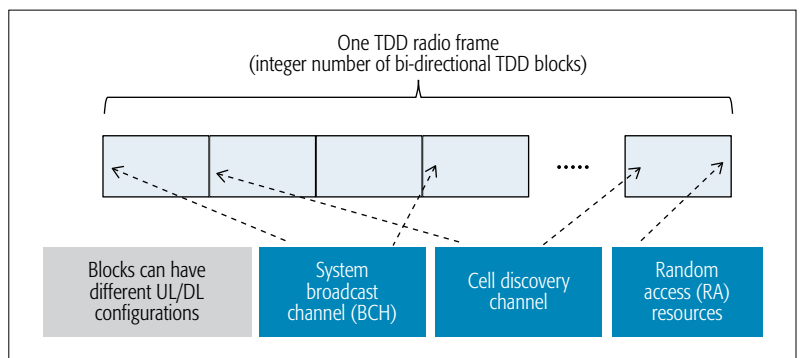 One TDD radio frame
(integer number of bi-directional TDD blocks)
.....
Blocks can have
different UL/DL
configurations
System
broadcast
channel (BCH)
Cell discovery
channel
Random
access (RA)
resources